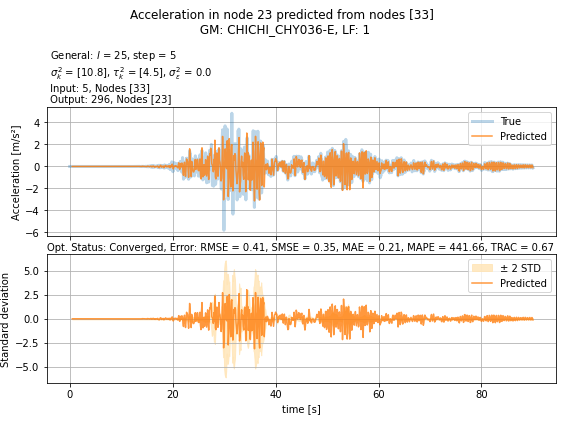 Acceleration in node 23 predicted from nodes [33]
GM: CHICHI_CHY036-E, LF: 1
General: l = 25, step = 5
σ²ₖ = [10.8], τ²ₖ = [4.5], σ²ε = 0.0
Input: 5, Nodes [33]
Output: 296, Nodes [23]
Acceleration [m/s²]
4
2
0
−2
−4
−6
True
Predicted
Opt. Status: Converged, Error: RMSE = 0.41, SMSE = 0.35, MAE = 0.21, MAPE = 441.66, TRAC = 0.67
Standard deviation
5.0
2.5
0.0
−2.5
−5.0
± 2 STD
Predicted
0 20 40 60 80
time [s]